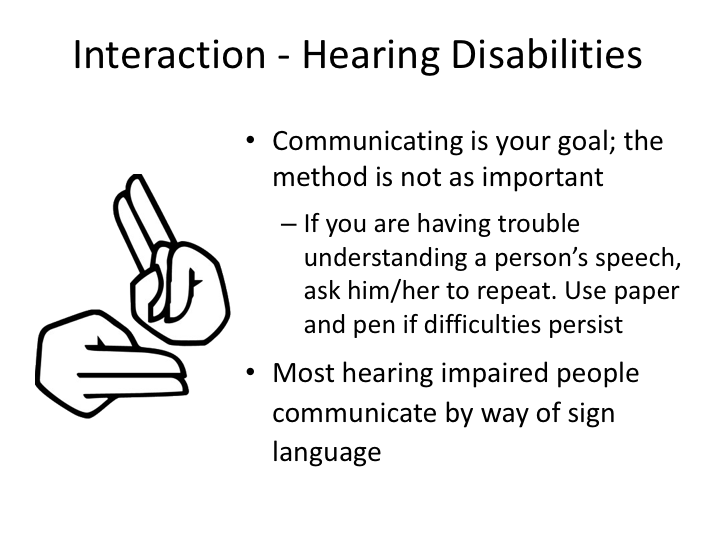 Interaction - Hearing Disabilities
• Communicating is your goal; the
method is not as important
– If you are having trouble
understanding a person’s speech,
ask him/her to repeat. Use paper
and pen if difficulties persist
• Most hearing impaired people
communicate by way of sign
language